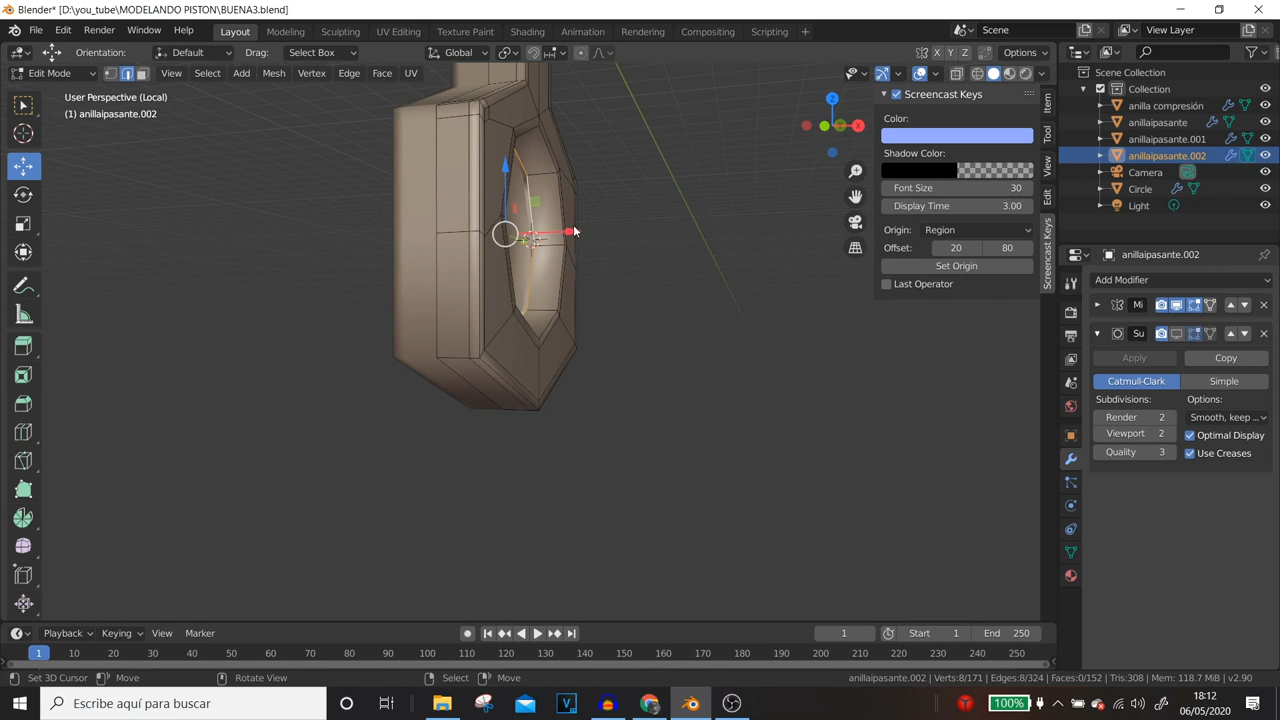 Blender* [D:\you_tube\MODELANDO PISTON\BUENA3.blend]
File Edit Render Window Help Layout Modeling Sculpting UV Editing Texture Paint Shading Animation Rendering Compositing Scripting + Scene View Layer
Orientation: Default Drag: Select Box Global X Y Z Options
Edit Mode View Select Add Mesh Vertex Edge Face UV
User Perspective (Local)
(1) anillaipasante.002
Screencast Keys
Color:
Shadow Color:
Font Size 30
Display Time 3.00
Origin: Region
Offset: 20 80
Set Origin
Last Operator
Item
Tool
View
Edit
Screencast Keys
Z
X
Scene Collection
Collection
anilla compresión
anillaipasante
anillaipasante.001
anillaipasante.002
Camera
Circle
Light
anillaipasante.002
Add Modifier
Mi
Su
Apply Copy
Catmull-Clark Simple
Subdivisions: Options:
Render 2 Smooth, keep ...
Viewport 2 Optimal Display
Quality 3 Use Creases
Playback Keying View Marker 1 Start 1 End 250
1 10 20 30 40 50 60 70 80 90 100 110 120 130 140 150 160 170 180 190 200 210 220 230 240 250
Set 3D Cursor Move Rotate View Select Move anillaipasante.002 | Verts:8/171 | Edges:8/324 | Faces:0/152 | Tris:308 | Mem: 118.7 MiB | v2.90
Escribe aquí para buscar 100% 18:12
06/05/2020